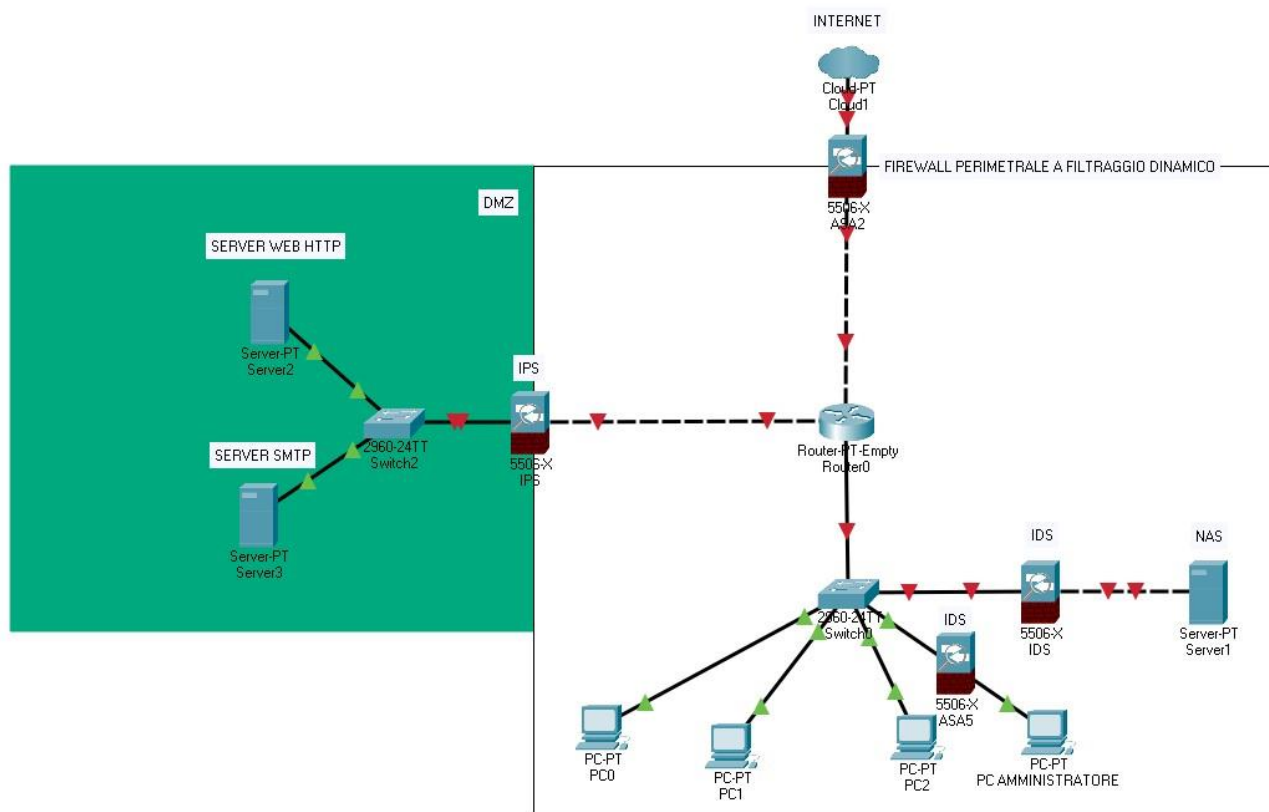 INTERNET
Cloud-PT
Cloud1
FIREWALL PERIMETRALE A FILTRAGGIO DINAMICO
5506-X
ASA2
DMZ
SERVER WEB HTTP
Server-PT
Server2
IPS
2960-24TT
Switch2
5506-X
IPS
Router-PT-Empty
Router0
SERVER SMTP
Server-PT
Server3
IDS
NAS
2960-24TT
Switch0
IDS
5506-X
IDS
Server-PT
Server1
5506-X
ASA5
PC-PT
PC0
PC-PT
PC1
PC-PT
PC2
PC-PT
PC AMMINISTRATORE